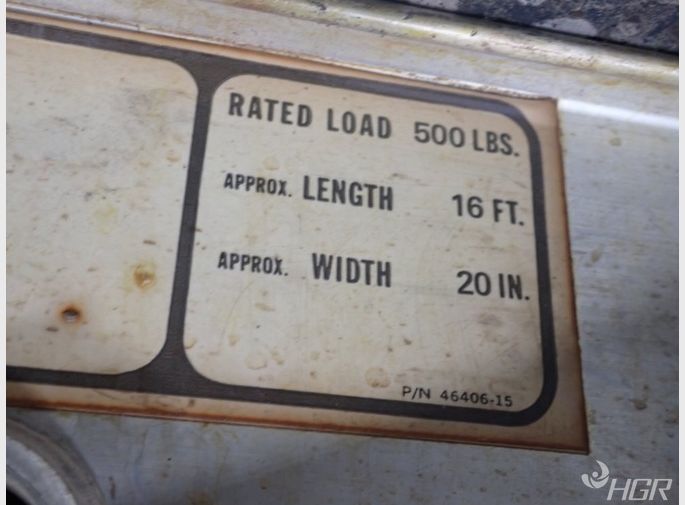 RATED LOAD 500 LBS.
APPROX. LENGTH 16 FT.
APPROX. WIDTH 20 IN.
P/N 46406-15
HGR